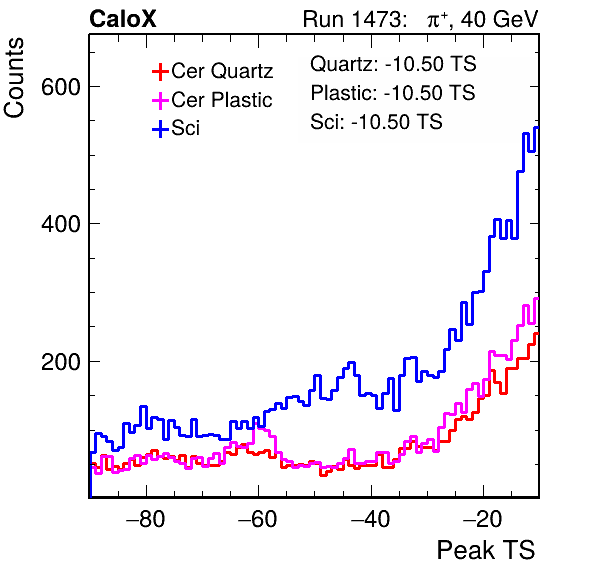 CaloX Run 1473: π⁺, 40 GeV
Counts
600
400
200
Cer Quartz
Cer Plastic
Sci
Quartz: -10.50 TS
Plastic: -10.50 TS
Sci: -10.50 TS
−80 −60 −40 −20
Peak TS